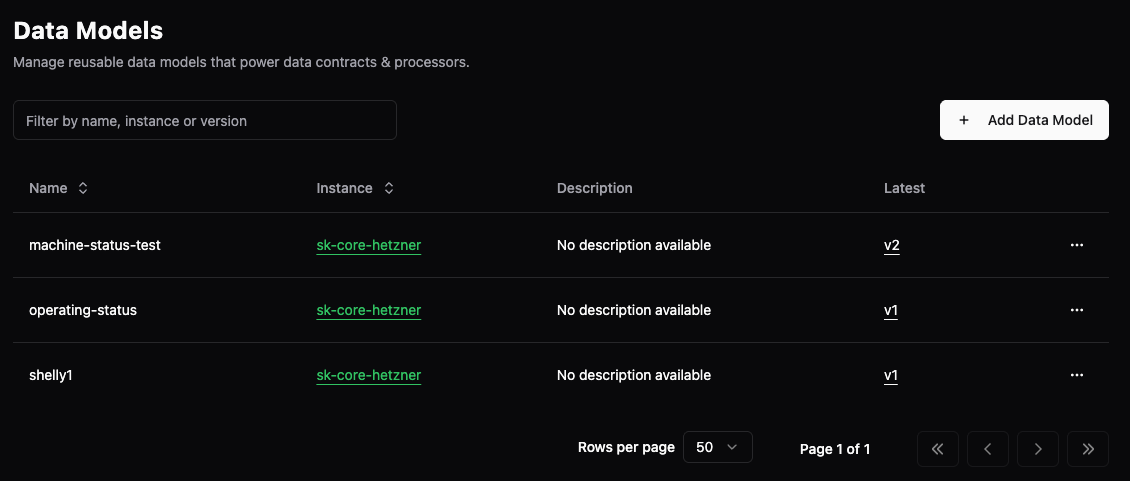 Data Models
Manage reusable data models that power data contracts & processors.
Filter by name, instance or version
+ Add Data Model
Name Instance Description Latest
machine-status-test sk-core-hetzner No description available v2 ...
operating-status sk-core-hetzner No description available v1 ...
shelly1 sk-core-hetzner No description available v1 ...
Rows per page 50 Page 1 of 1